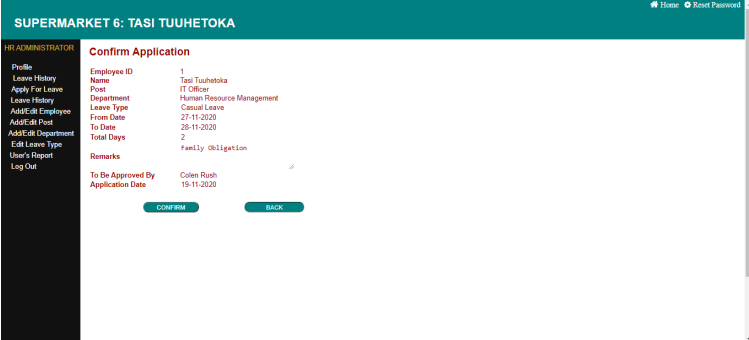 Home Reset Password
SUPERMARKET 6: TASI TUUHETOKA
HR ADMINISTRATOR
Profile
Leave History
Apply For Leave
Leave History
Add/Edit Employee
Add/Edit Post
Add/Edit Department
Edit Leave Type
User's Report
Log Out
Confirm Application
Employee ID 1
Name Tasi Tuuhetoka
Post IT Officer
Department Human Resource Management
Leave Type Casual Leave
From Date 27-11-2020
To Date 28-11-2020
Total Days 2
Remarks Family Obligation
To Be Approved By Colen Rush
Application Date 19-11-2020
CONFIRM BACK